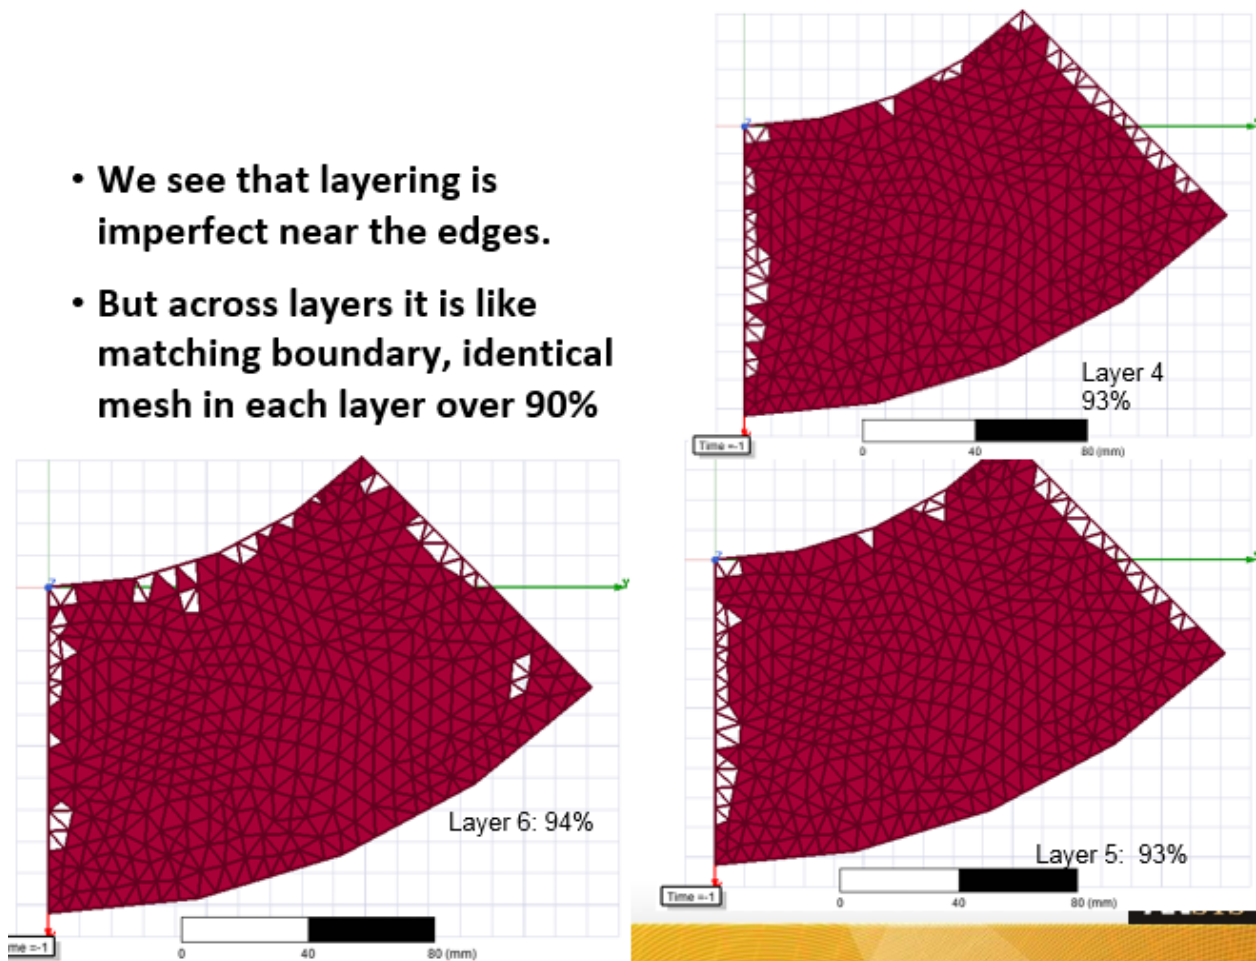 • We see that layering is
imperfect near the edges.
• But across layers it is like
matching boundary, identical
mesh in each layer over 90%
Layer 4
93%
Time =-1
0
40
80 (mm)
Y
Layer 6: 94%
me =-1
0
40
80 (mm)
Layer 5: 93%
Time =-1
0
40
80 (mm)